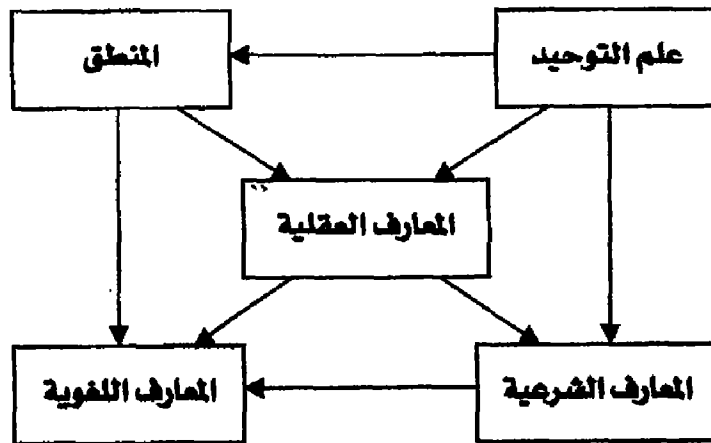 علم التوحيد
المنطق
المعارف العقلية
المعارف الشرعية
المعارف اللغوية